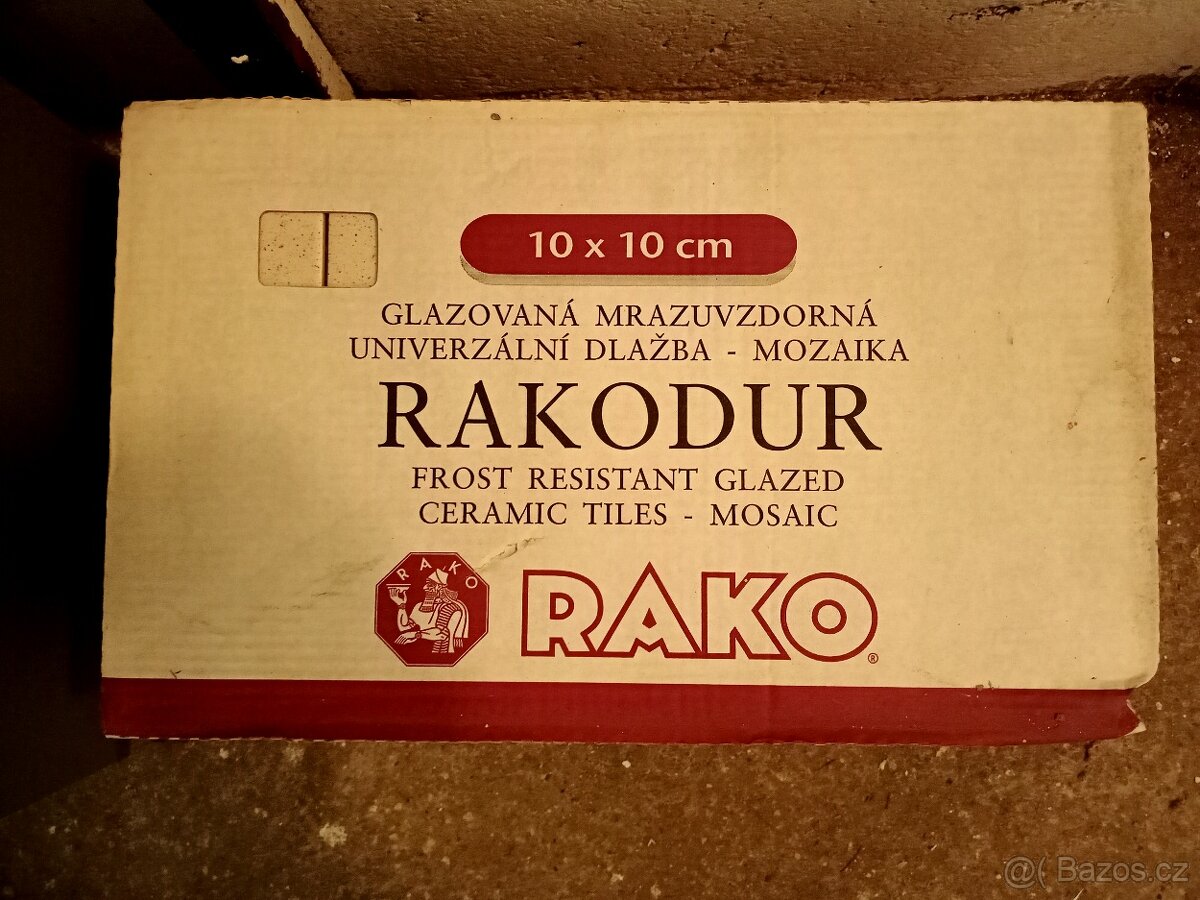 10 x 10 cm
GLAZOVANÁ MRAZUVZDORNÁ
UNIVERZÁLNÍ DLAŽBA - MOZAIKA
RAKODUR
FROST RESISTANT GLAZED
CERAMIC TILES - MOSAIC
RAKO
RAKO®
@( Bazos.cz